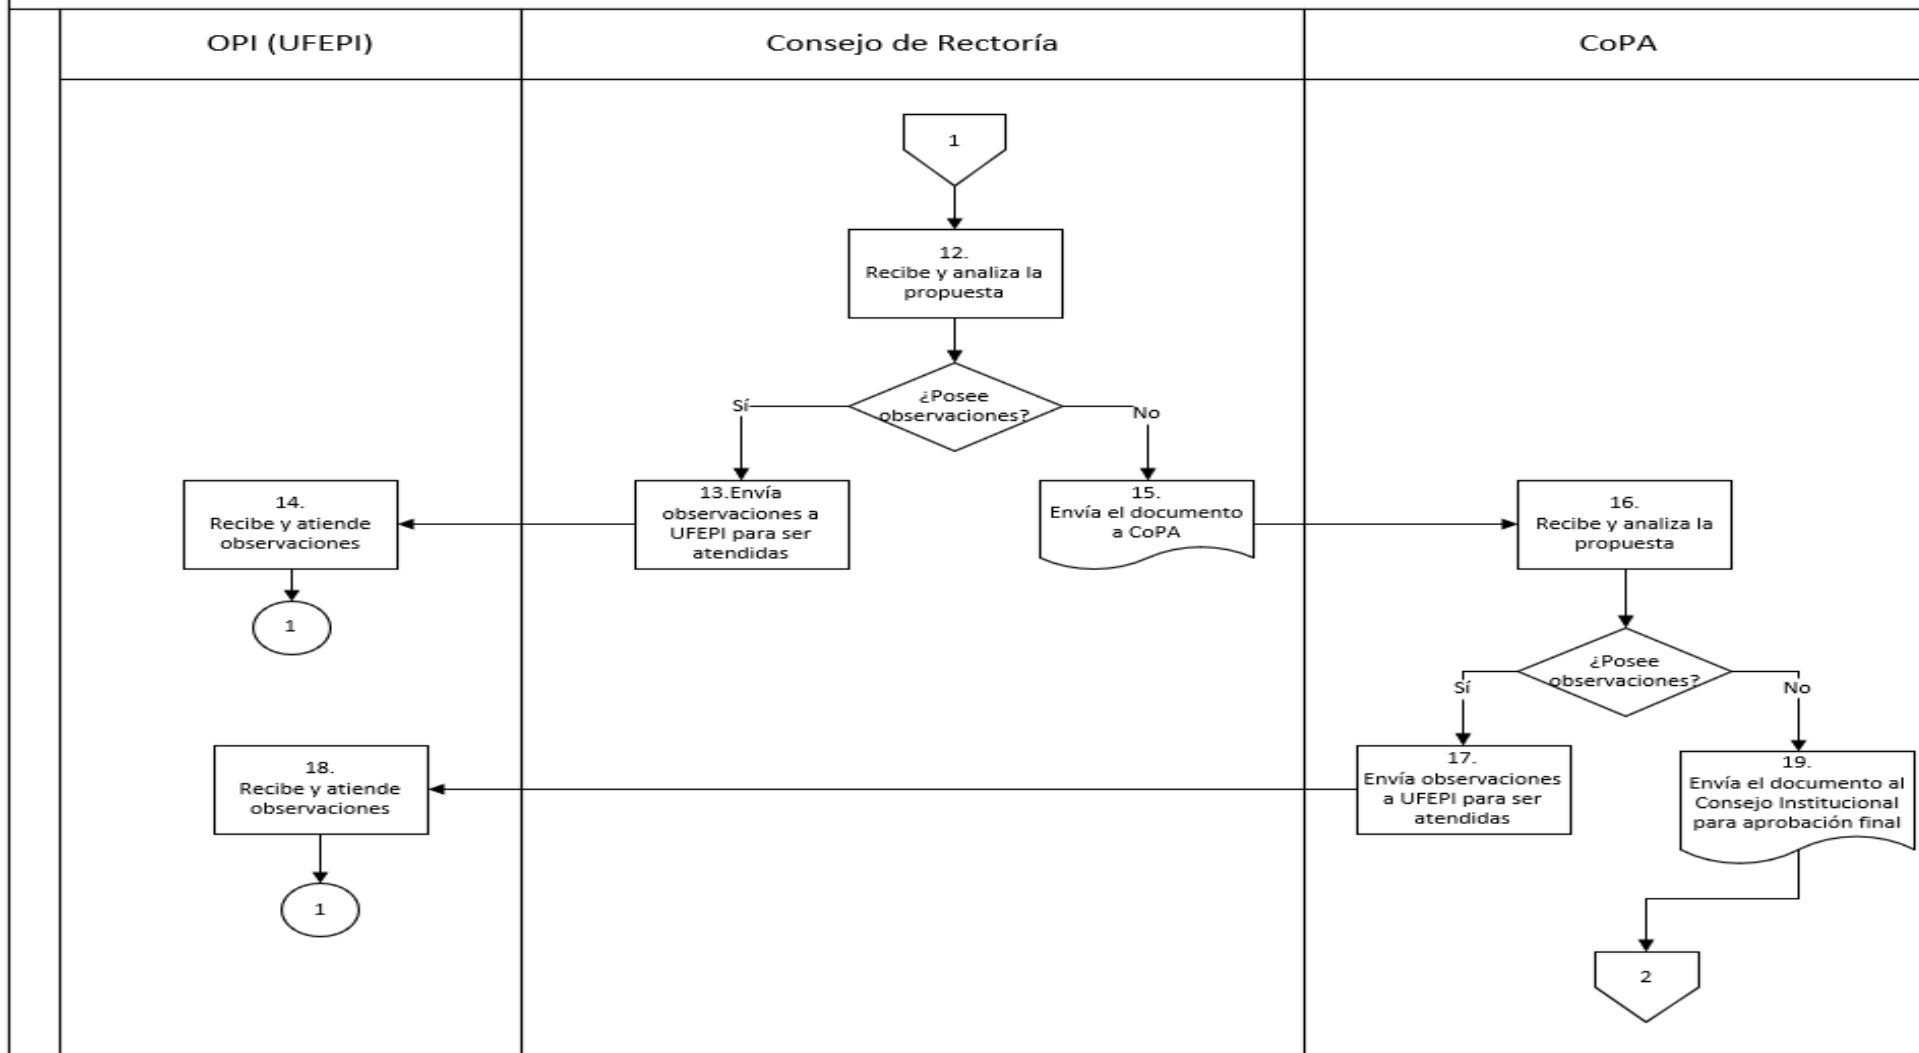 OPI (UFEPI)
Consejo de Rectoría
CoPA
1
12.
Recibe y analiza la
propuesta
¿Posee
observaciones?
Sí
No
14.
Recibe y atiende
observaciones
13.Envía
observaciones a
UFEPI para ser
atendidas
15.
Envía el documento
a CoPA
16.
Recibe y analiza la
propuesta
1
¿Posee
observaciones?
Sí
No
18.
Recibe y atiende
observaciones
17.
Envía observaciones
a UFEPI para ser
atendidas
19.
Envía el documento al
Consejo Institucional
para aprobación final
1
2